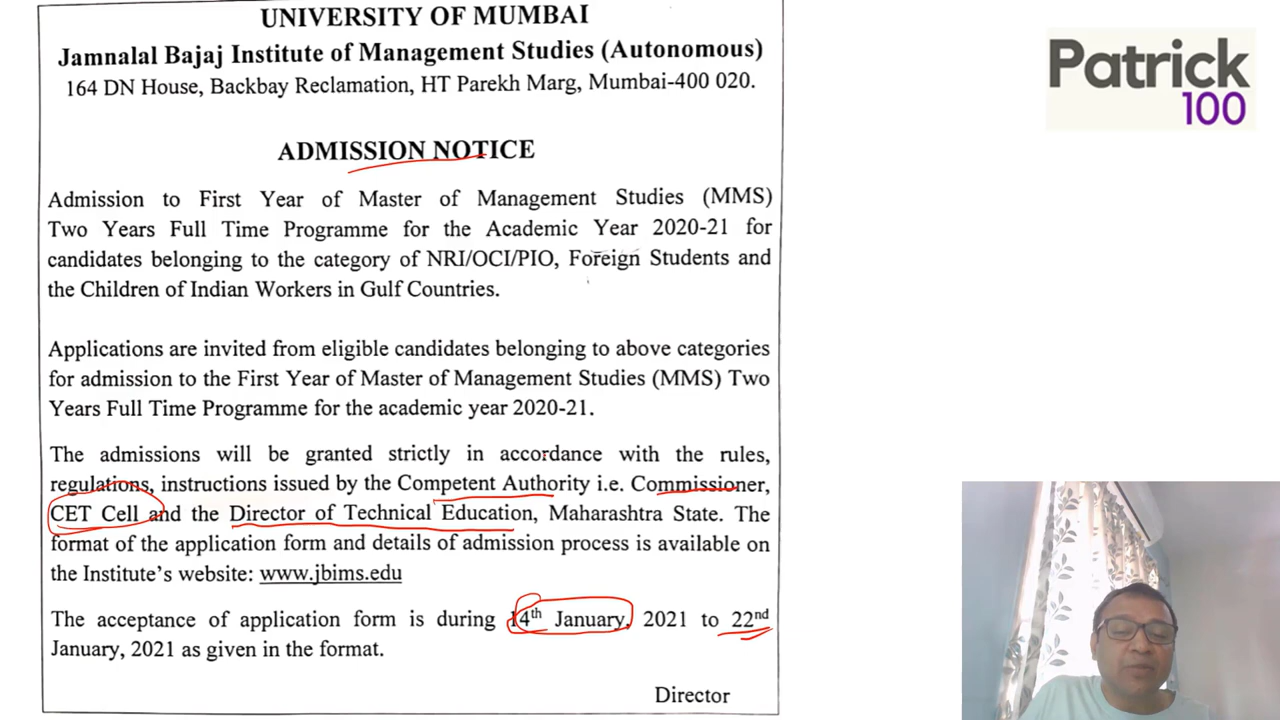 UNIVERSITY OF MUMBAI
Jamnalal Bajaj Institute of Management Studies (Autonomous)
164 DN House, Backbay Reclamation, HT Parekh Marg, Mumbai-400 020.
ADMISSION NOTICE
Admission to First Year of Master of Management Studies (MMS)
Two Years Full Time Programme for the Academic Year 2020-21 for
candidates belonging to the category of NRI/OCI/PIO, Foreign Students and
the Children of Indian Workers in Gulf Countries.
Applications are invited from eligible candidates belonging to above categories
for admission to the First Year of Master of Management Studies (MMS) Two
Years Full Time Programme for the academic year 2020-21.
The admissions will be granted strictly in accordance with the rules,
regulations, instructions issued by the Competent Authority i.e. Commissioner,
CET Cell and the Director of Technical Education, Maharashtra State. The
format of the application form and details of admission process is available on
the Institute's website: www.jbims.edu
The acceptance of application form is during 14th January, 2021 to 22nd
January, 2021 as given in the format.
Director
Patrick
100